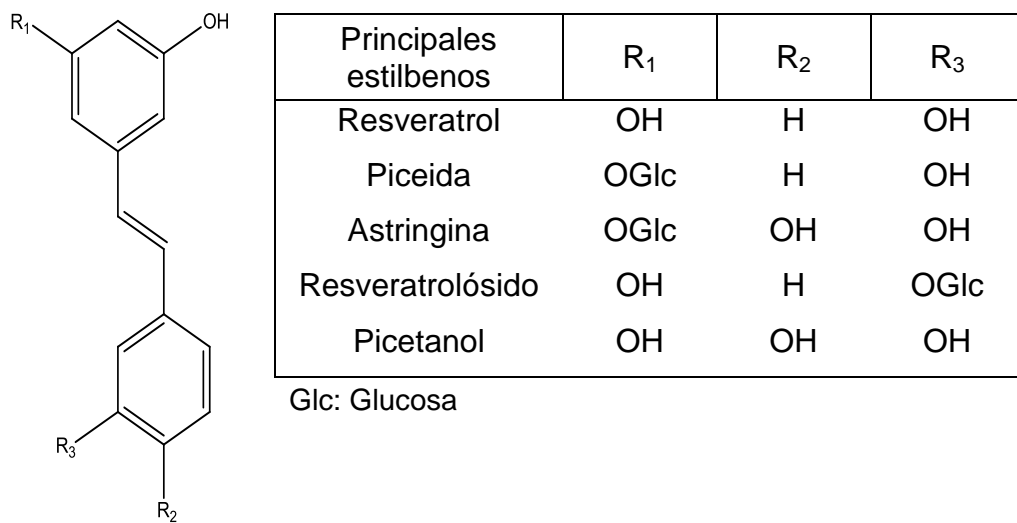 R₁
OH
Principales estilbenos R₁ R₂ R₃
Resveratrol OH H OH
Piceida OGlc H OH
Astringina OGlc OH OH
Resveratrolósido OH H OGlc
Picetanol OH OH OH
Glc: Glucosa
R₃
R₂